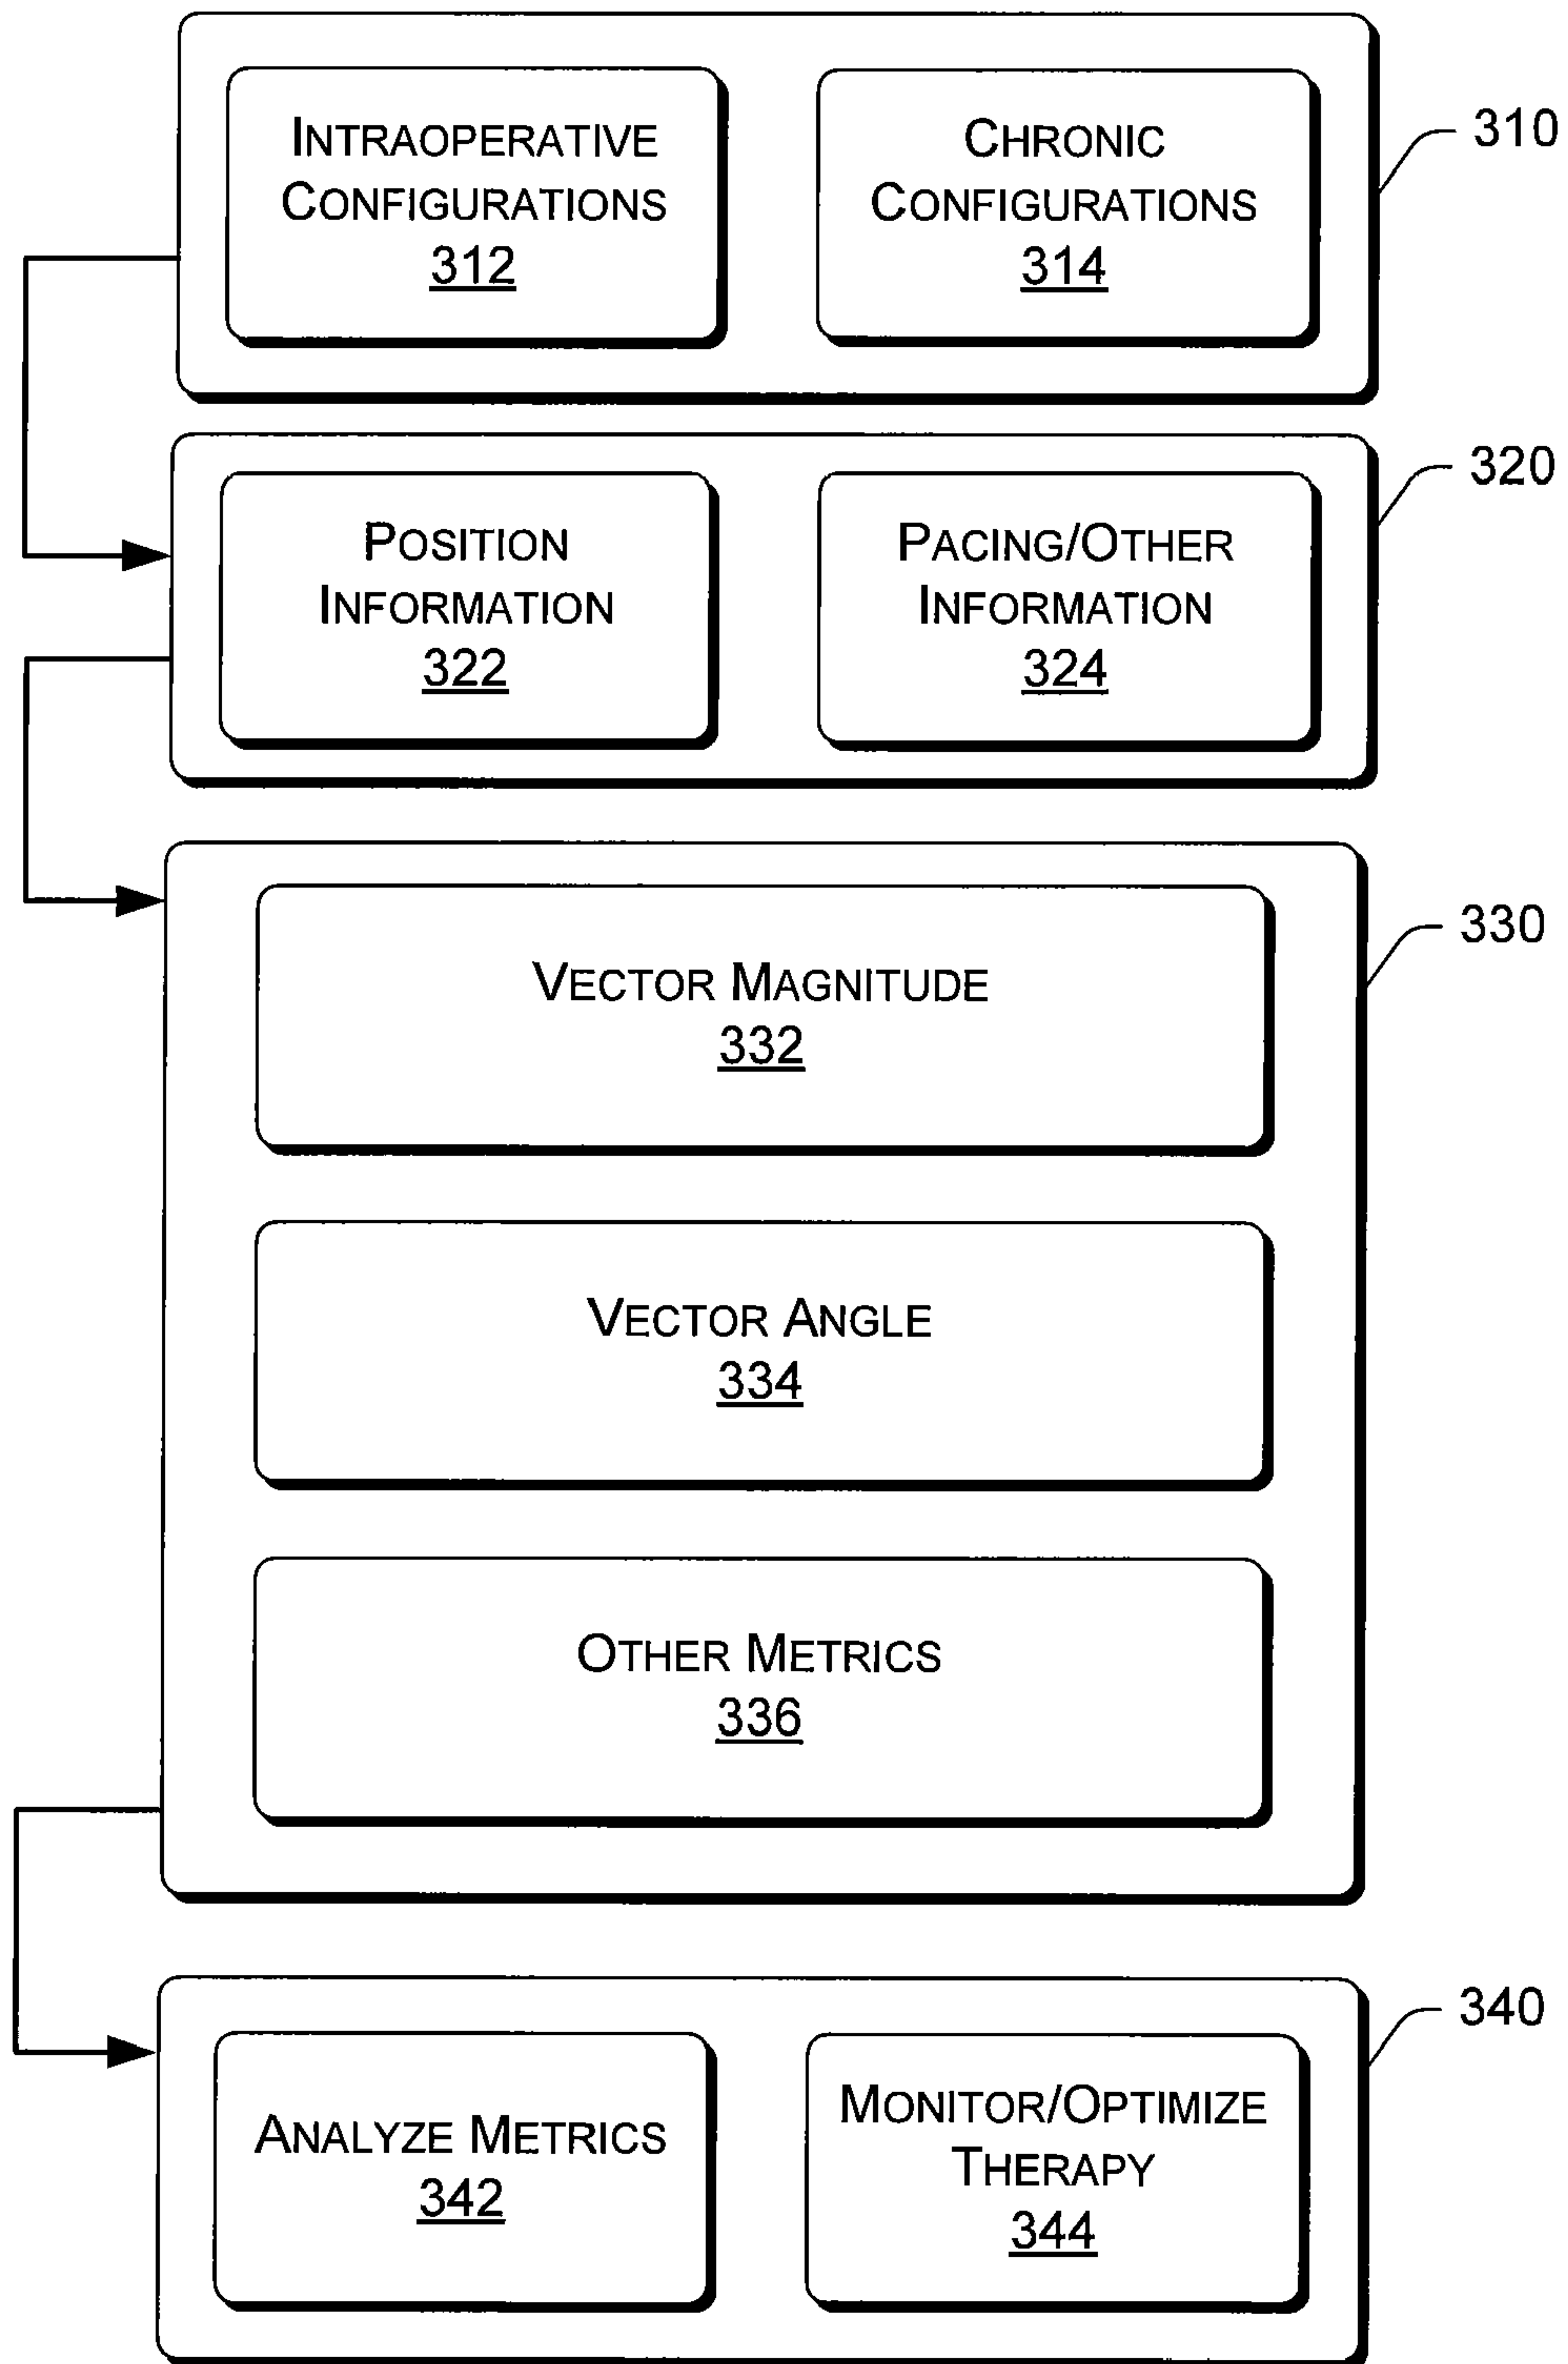 INTRAOPERATIVE
CONFIGURATIONS
312
CHRONIC
CONFIGURATIONS
314
310
POSITION
INFORMATION
322
PACING/OTHER
INFORMATION
324
320
VECTOR MAGNITUDE
332
330
VECTOR ANGLE
334
OTHER METRICS
336
ANALYZE METRICS
342
MONITOR/OPTIMIZE
THERAPY
344
340